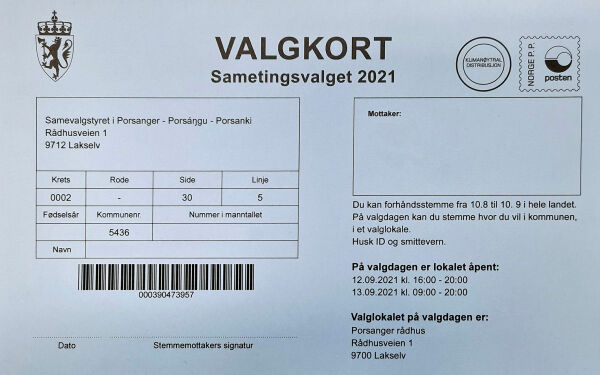 VALGKORT
Sametingsvalget 2021
KLIMANØYTRAL
DISTRIBUSJON
NORGE P.P.
posten
Samevalgstyret i Porsanger - Porsáŋgu - Porsanki
Rådhusveien 1
9712 Lakselv
Krets Rode Side Linje
0002 - 30 5
Fødselsår Kommunenr Nummer i manntallet
5436
Navn
000390473957
Dato Stemmemottakers signatur
Mottaker:
Du kan forhåndsstemme fra 10.8 til 10. 9 i hele landet.
På valgdagen kan du stemme hvor du vil i kommunen,
i et valglokale.
Husk ID og smittevern.
På valgdagen er lokalet åpent:
12.09.2021 kl. 16:00 - 20:00
13.09.2021 kl. 09:00 - 20:00
Valglokalet på valgdagen er:
Porsanger rådhus
Rådhusveien 1
9700 Lakselv